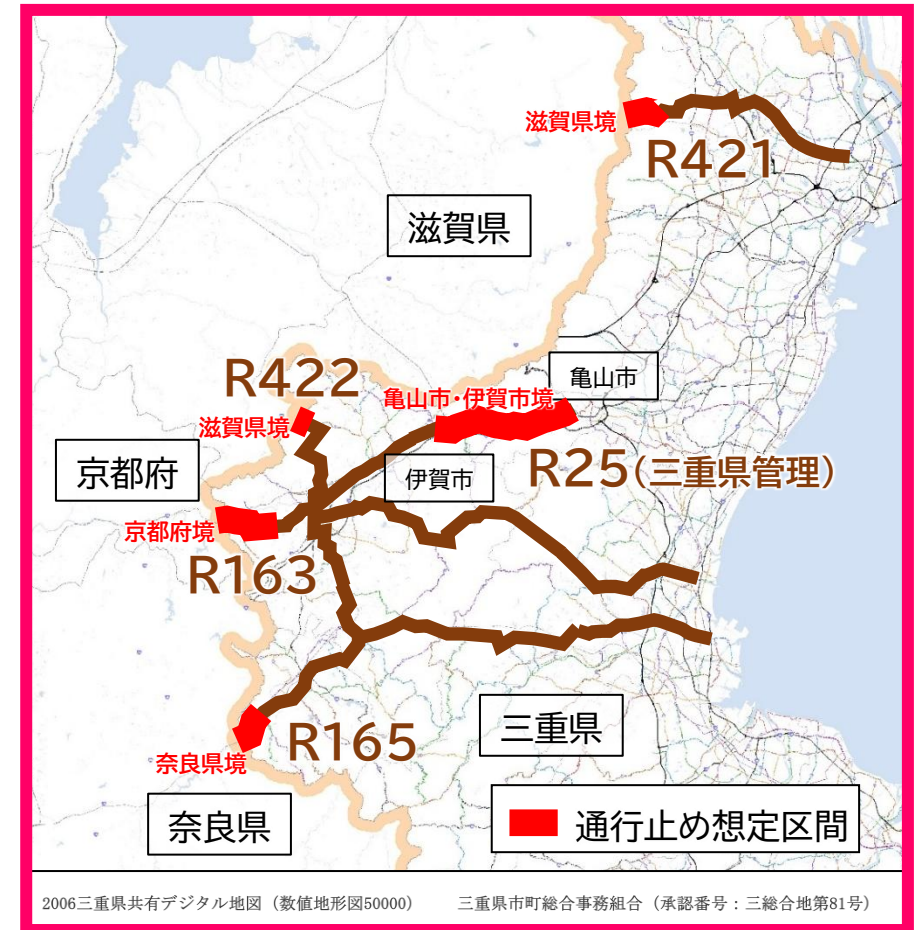 滋賀県境
R421
滋賀県
R422
亀山市
亀山市・伊賀市境
滋賀県境
京都府
伊賀市
R25(三重県管理)
京都府境
R163
三重県
R165
奈良県境
奈良県
通行止め想定区間
2006三重県共有デジタル地図（数値地形図50000）　三重県市町総合事務組合（承認番号：三総合地第81号）